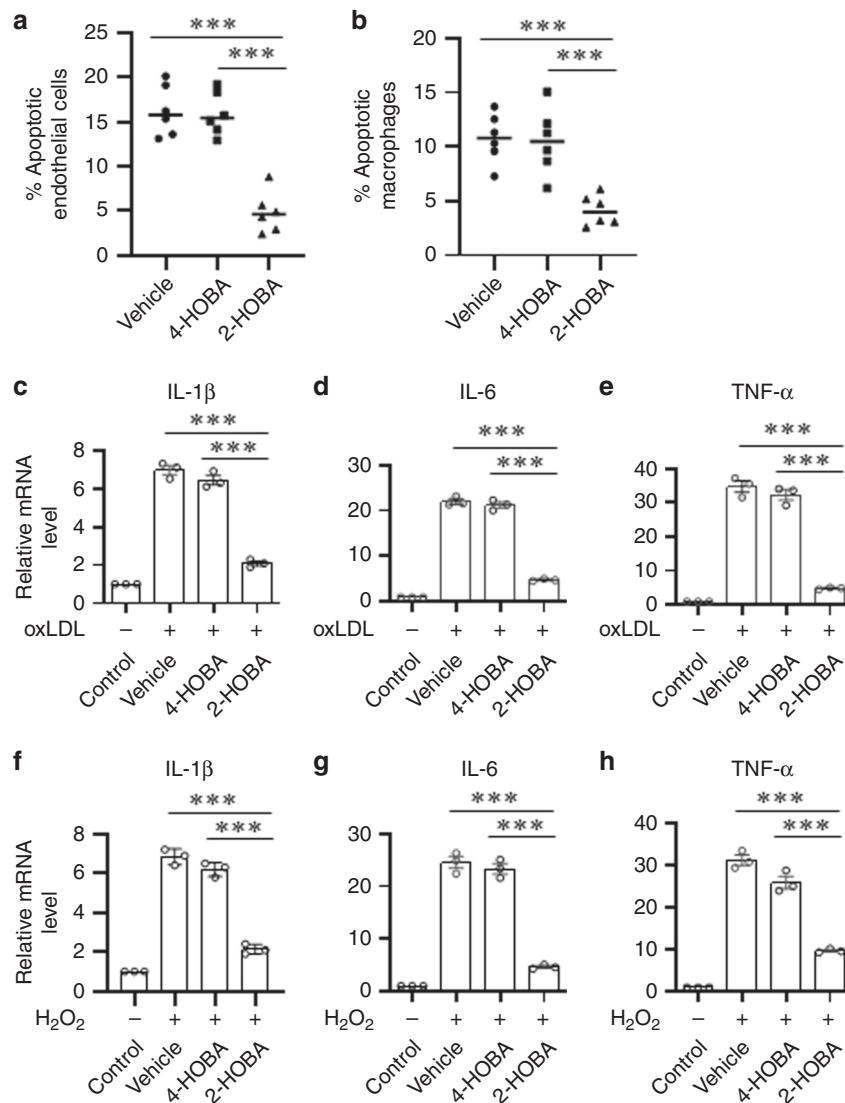 a
***
***
25
20
15
10
5
0
% Apoptotic
endothelial cells
Vehicle
4-HOBA
2-HOBA
b
***
***
20
15
10
5
0
% Apoptotic
macrophages
Vehicle
4-HOBA
2-HOBA
c
IL-1β
***
***
8
6
4
2
0
Relative mRNA
level
oxLDL − + + +
Control
Vehicle
4-HOBA
2-HOBA
d
IL-6
***
***
30
20
10
0
oxLDL − + + +
Control
Vehicle
4-HOBA
2-HOBA
e
TNF-α
***
***
40
30
20
10
0
oxLDL − + + +
Control
Vehicle
4-HOBA
2-HOBA
f
IL-1β
***
***
8
6
4
2
0
Relative mRNA
level
H₂O₂ − + + +
Control
Vehicle
4-HOBA
2-HOBA
g
IL-6
***
***
30
20
10
0
H₂O₂ − + + +
Control
Vehicle
4-HOBA
2-HOBA
h
TNF-α
***
***
40
30
20
10
0
H₂O₂ − + + +
Control
Vehicle
4-HOBA
2-HOBA